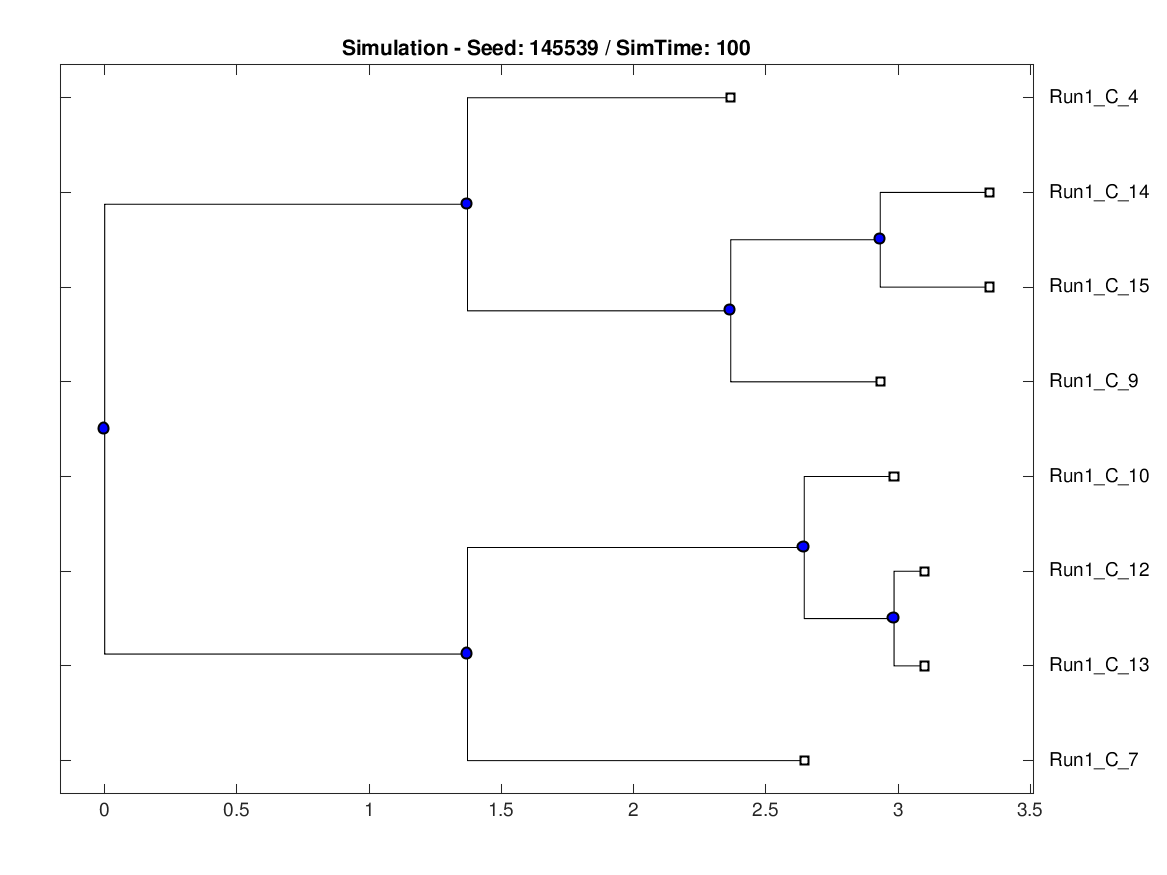 Simulation - Seed: 145539 / SimTime: 100
Run1_C_4
Run1_C_14
Run1_C_15
Run1_C_9
Run1_C_10
Run1_C_12
Run1_C_13
Run1_C_7
0 0.5 1 1.5 2 2.5 3 3.5